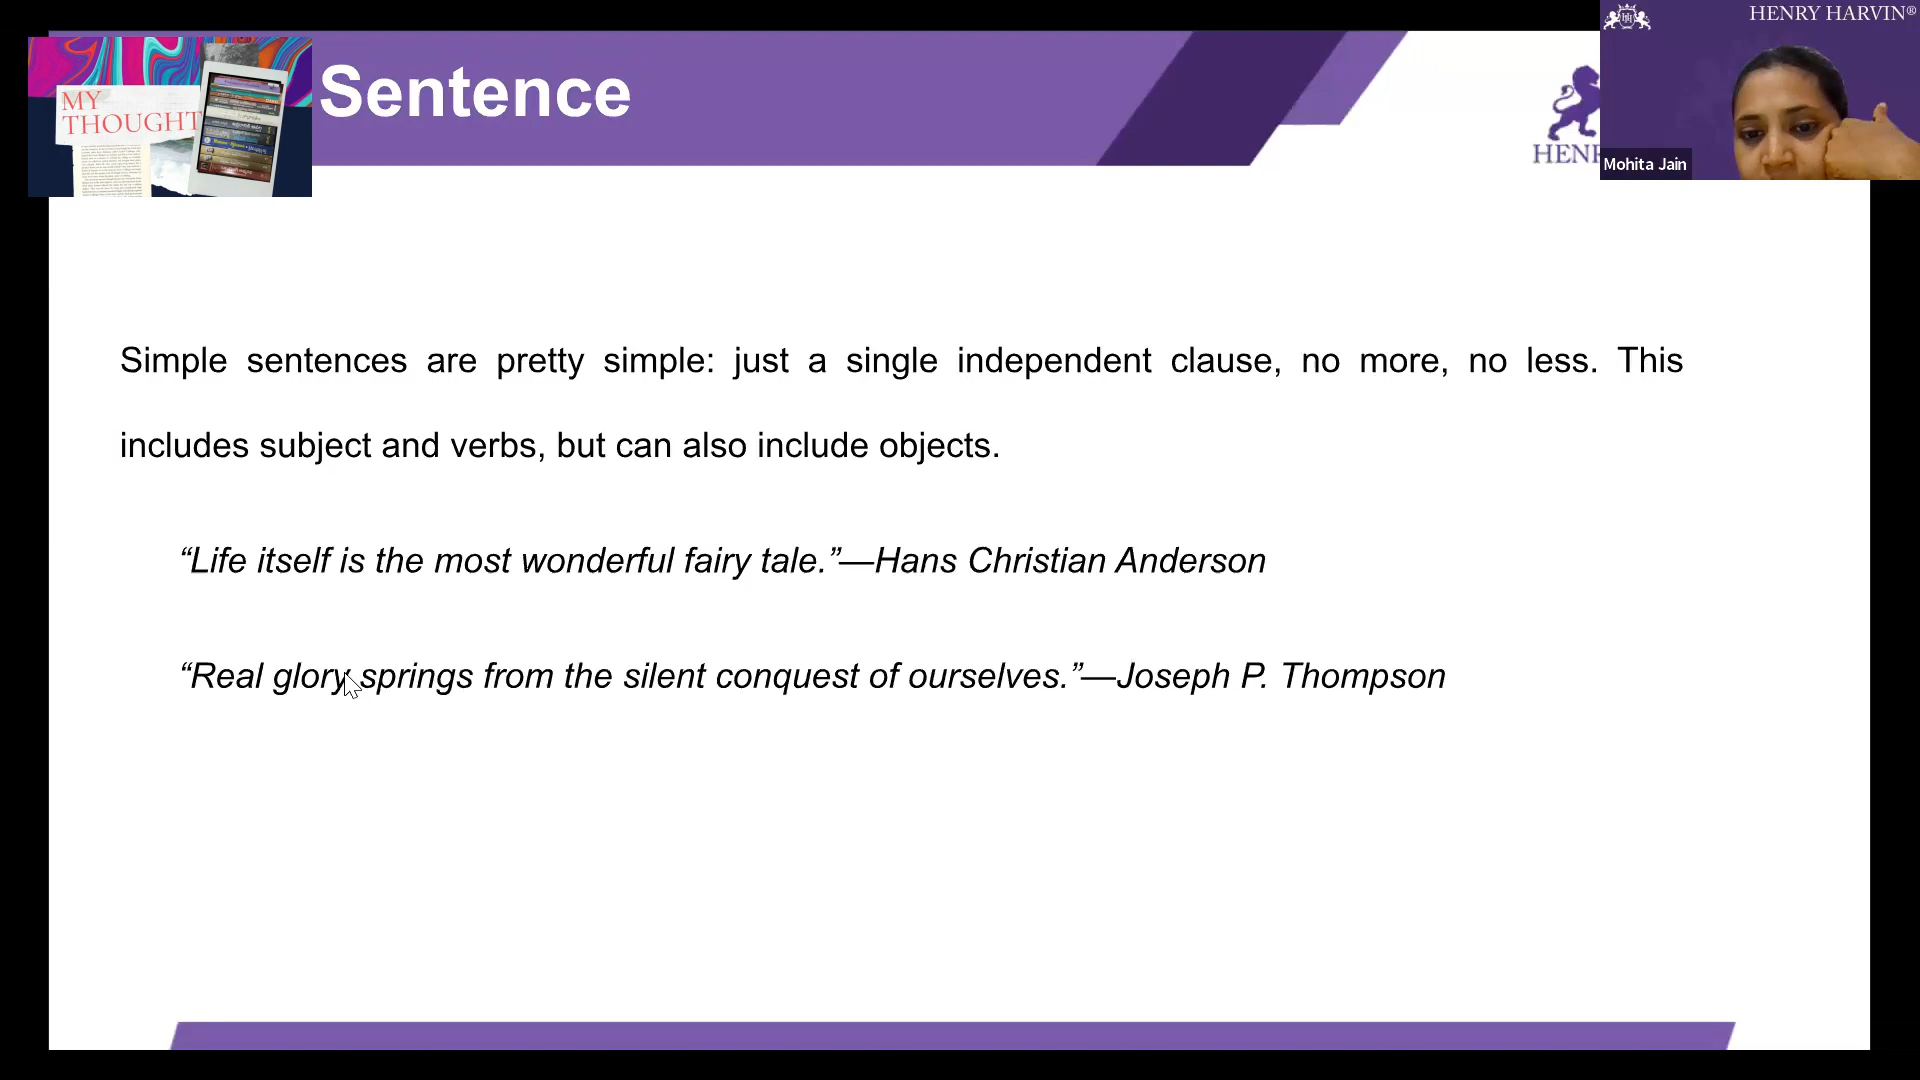 HENRY HARVIN®
MY
THOUGHT
Sentence
HEN
Mohita Jain
Simple sentences are pretty simple: just a single independent clause, no more, no less. This
includes subject and verbs, but can also include objects.
“Life itself is the most wonderful fairy tale.”—Hans Christian Anderson
“Real glory springs from the silent conquest of ourselves.”—Joseph P. Thompson